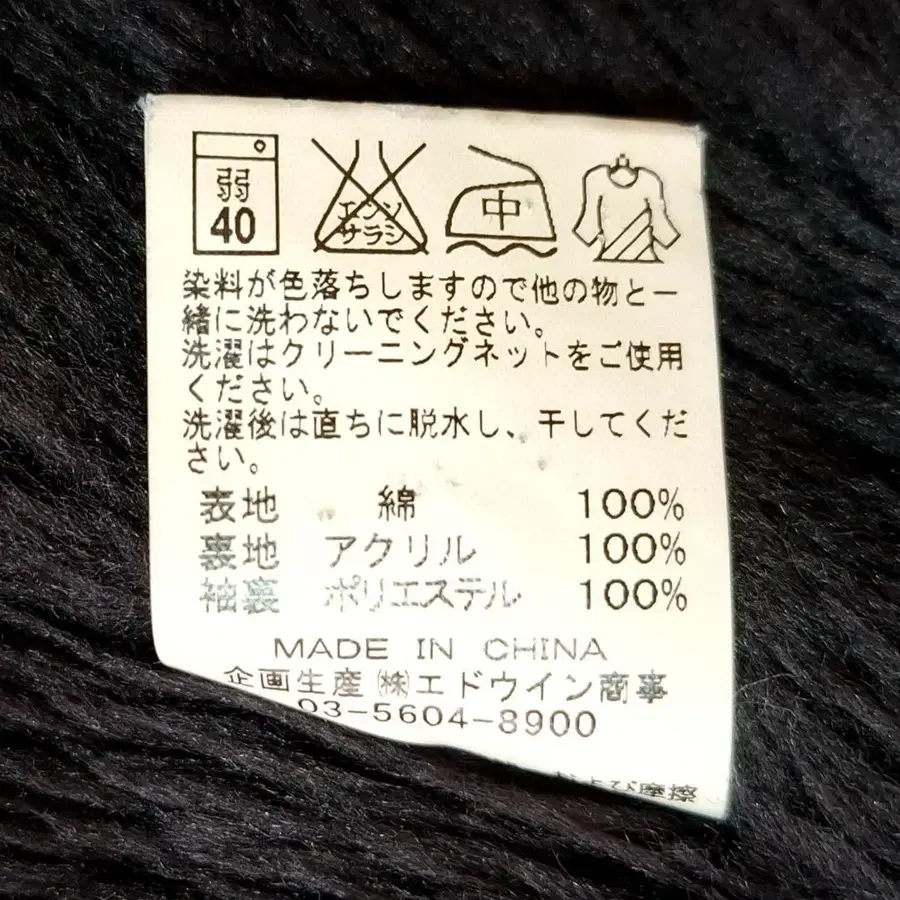 弱
40
エンソ
サラシ
中
染料が色落ちしますので他の物と一
緒に洗わないでください。
洗濯はクリーニングネットをご使用
ください。
洗濯後は直ちに脱水し、干してくだ
さい。
表地 綿 100%
裏地 アクリル 100%
袖裏 ポリエステル 100%
MADE IN CHINA
企画生産 ㈱エドウイン商事
03-5604-8900
および摩擦